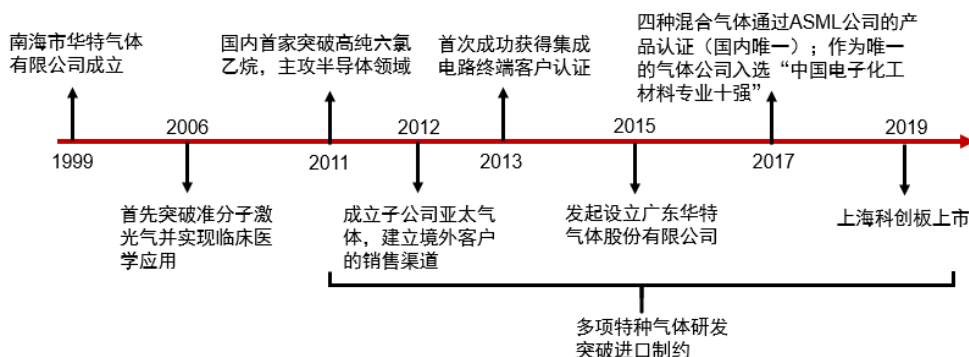 南海市华特气体
有限公司成立
国内首家突破高纯六氯
乙烷，主攻半导体领域
首次成功获得集成
电路终端客户认证
四种混合气体通过ASML公司的产
品认证（国内唯一）；作为唯一
的气体公司入选“中国电子化工
材料专业十强”
2006
2012
2015
2019
1999
2011
2013
2017
首先突破准分子激
光气并实现临床医
学应用
成立子公司亚太气
体，建立境外客户
的销售渠道
发起设立广东华特
气体股份有限公司
上海科创板上市
多项特种气体研发
突破进口制约